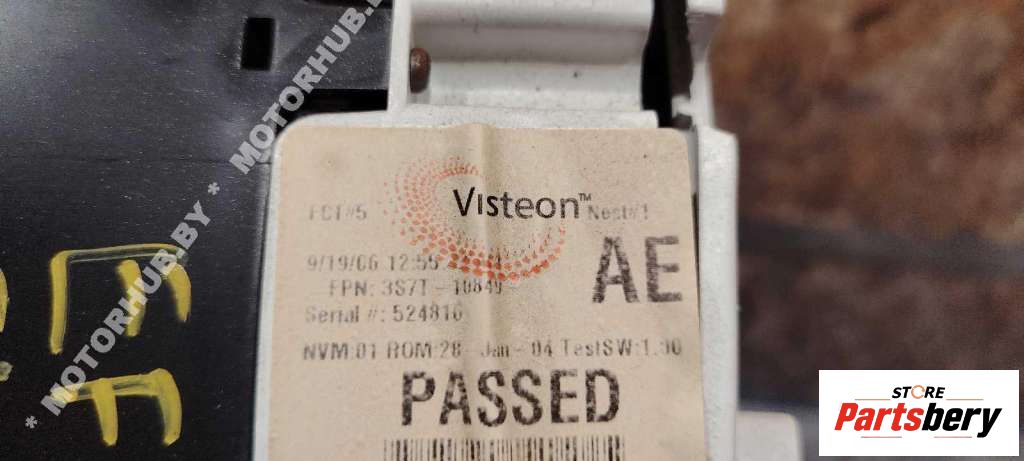 * MOTORHUB.BY * MOTORHUB.BY
Visteon™
FCT#5 Nest#1
9/19/06 12:55
AE
FPN: 3S7T-10849-
Serial #: 524816
NVM:01 ROM:28 - Jan - 04 TestSW:1.00
PASSED
STORE
Partsbery